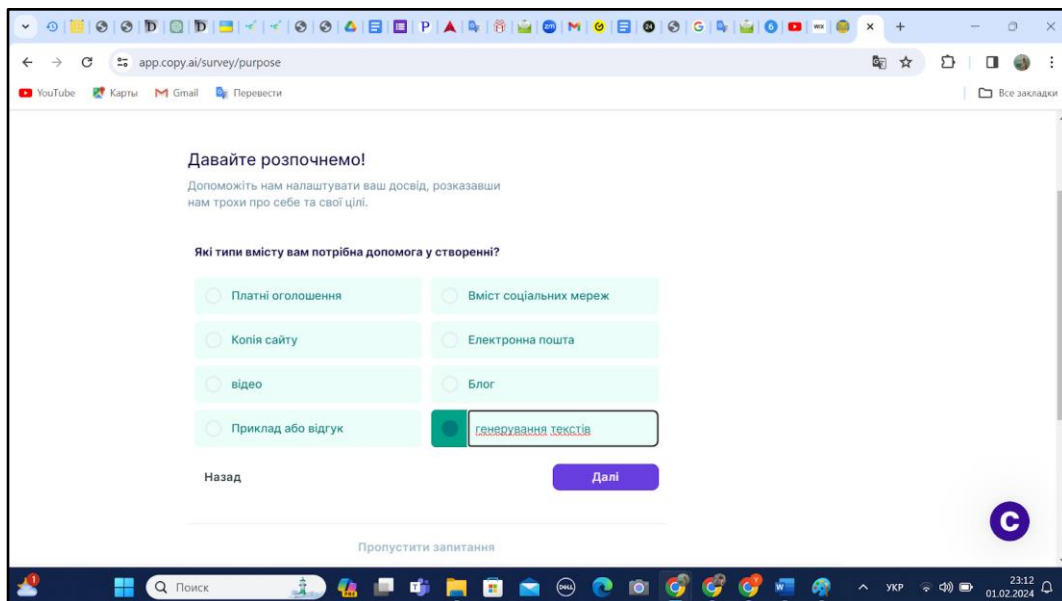 app.copy.ai/survey/purpose
YouTube Карты Gmail Перевести Все закладки
Давайте розпочнемо!
Допоможіть нам налаштувати ваш досвід, розказавши
нам трохи про себе та свої цілі.
Які типи вмісту вам потрібна допомога у створенні?
Платні оголошення Вміст соціальних мереж
Копія сайту Електронна пошта
відео Блог
Приклад або відгук генерування текстів
Назад Далі
C
Пропустити запитання
Поиск УКР 23:12
01.02.2024